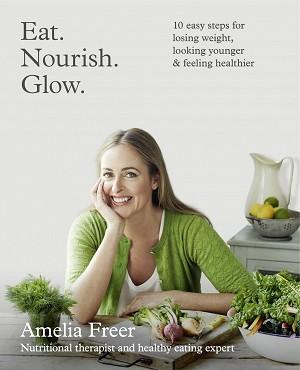 Eat.
Nourish.
Glow.
10 easy steps for
losing weight,
looking younger
& feeling healthier
Amelia Freer
Nutritional therapist and healthy eating expert